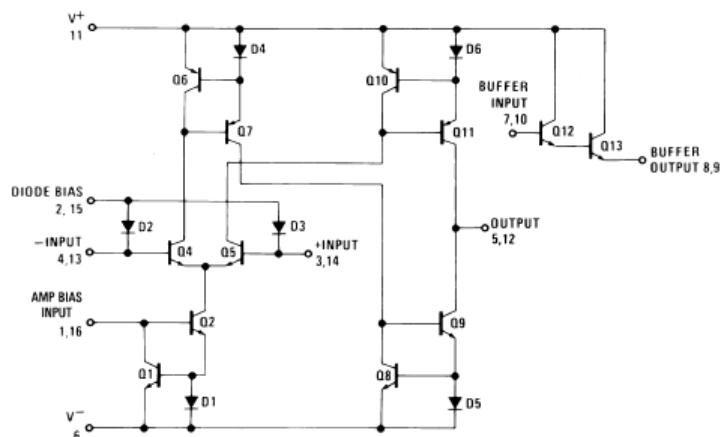 V+
11
D4
D6
Q6
Q10
BUFFER
INPUT
7,10
Q7
Q11
Q12
Q13
BUFFER
OUTPUT 8,9
DIODE BIAS
2, 15
D2
D3
–INPUT
4,13
Q4
Q5
+INPUT
3,14
OUTPUT
5,12
AMP BIAS
INPUT
1,16
Q2
Q9
Q1
D1
Q8
D5
V–
6